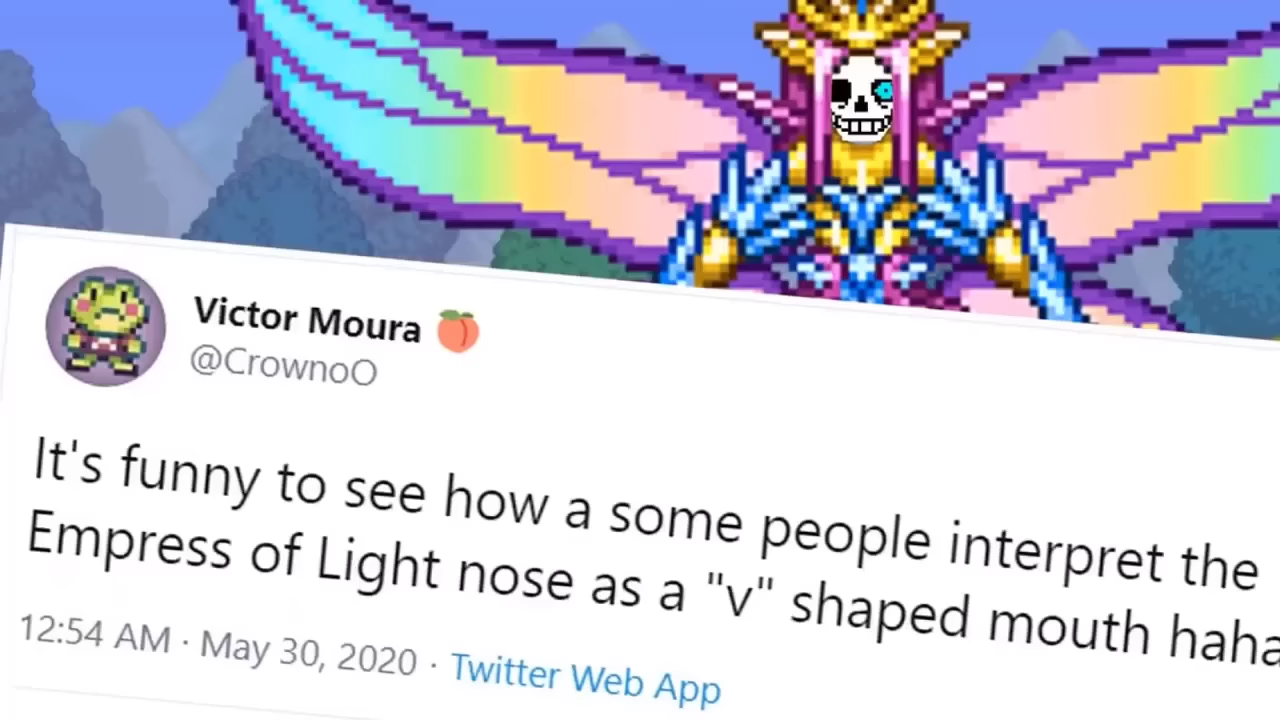 Victor Moura 🍑
@CrownoO
It's funny to see how a some people interpret the
Empress of Light nose as a "v" shaped mouth haha
12:54 AM · May 30, 2020 · Twitter Web App